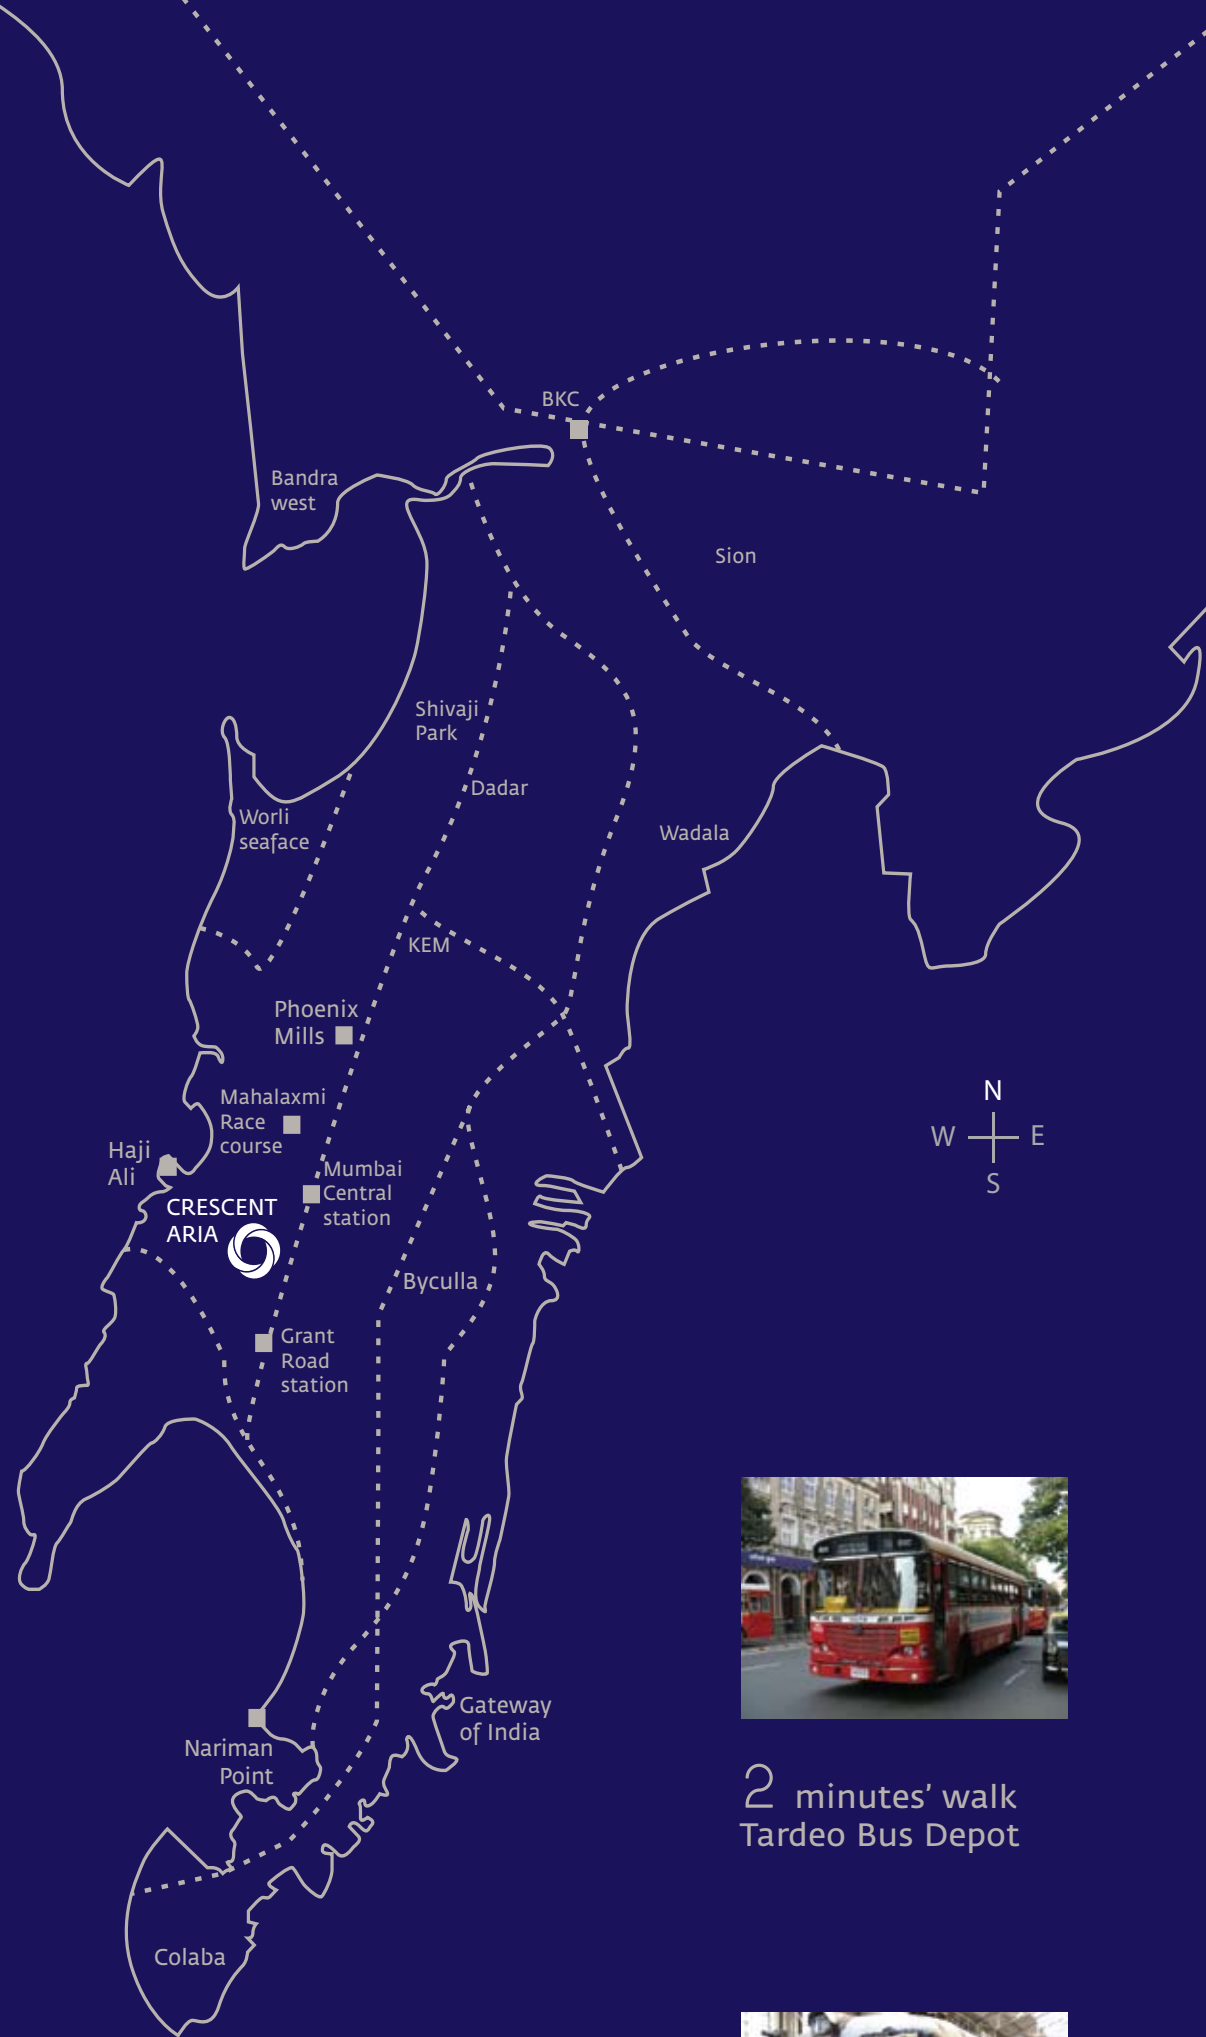 BKC
Bandra
west
Sion
Shivaji
Park
Dadar
Worli
seaface
Wadala
KEM
Phoenix
Mills
Mahalaxmi
Race
course
Haji
Ali
Mumbai
Central
station
CRESCENT
ARIA
Byculla
Grant
Road
station
N
W
E
S
Gateway
of India
Nariman
Point
Colaba
2 minutes’ walk
Tardeo Bus Depot